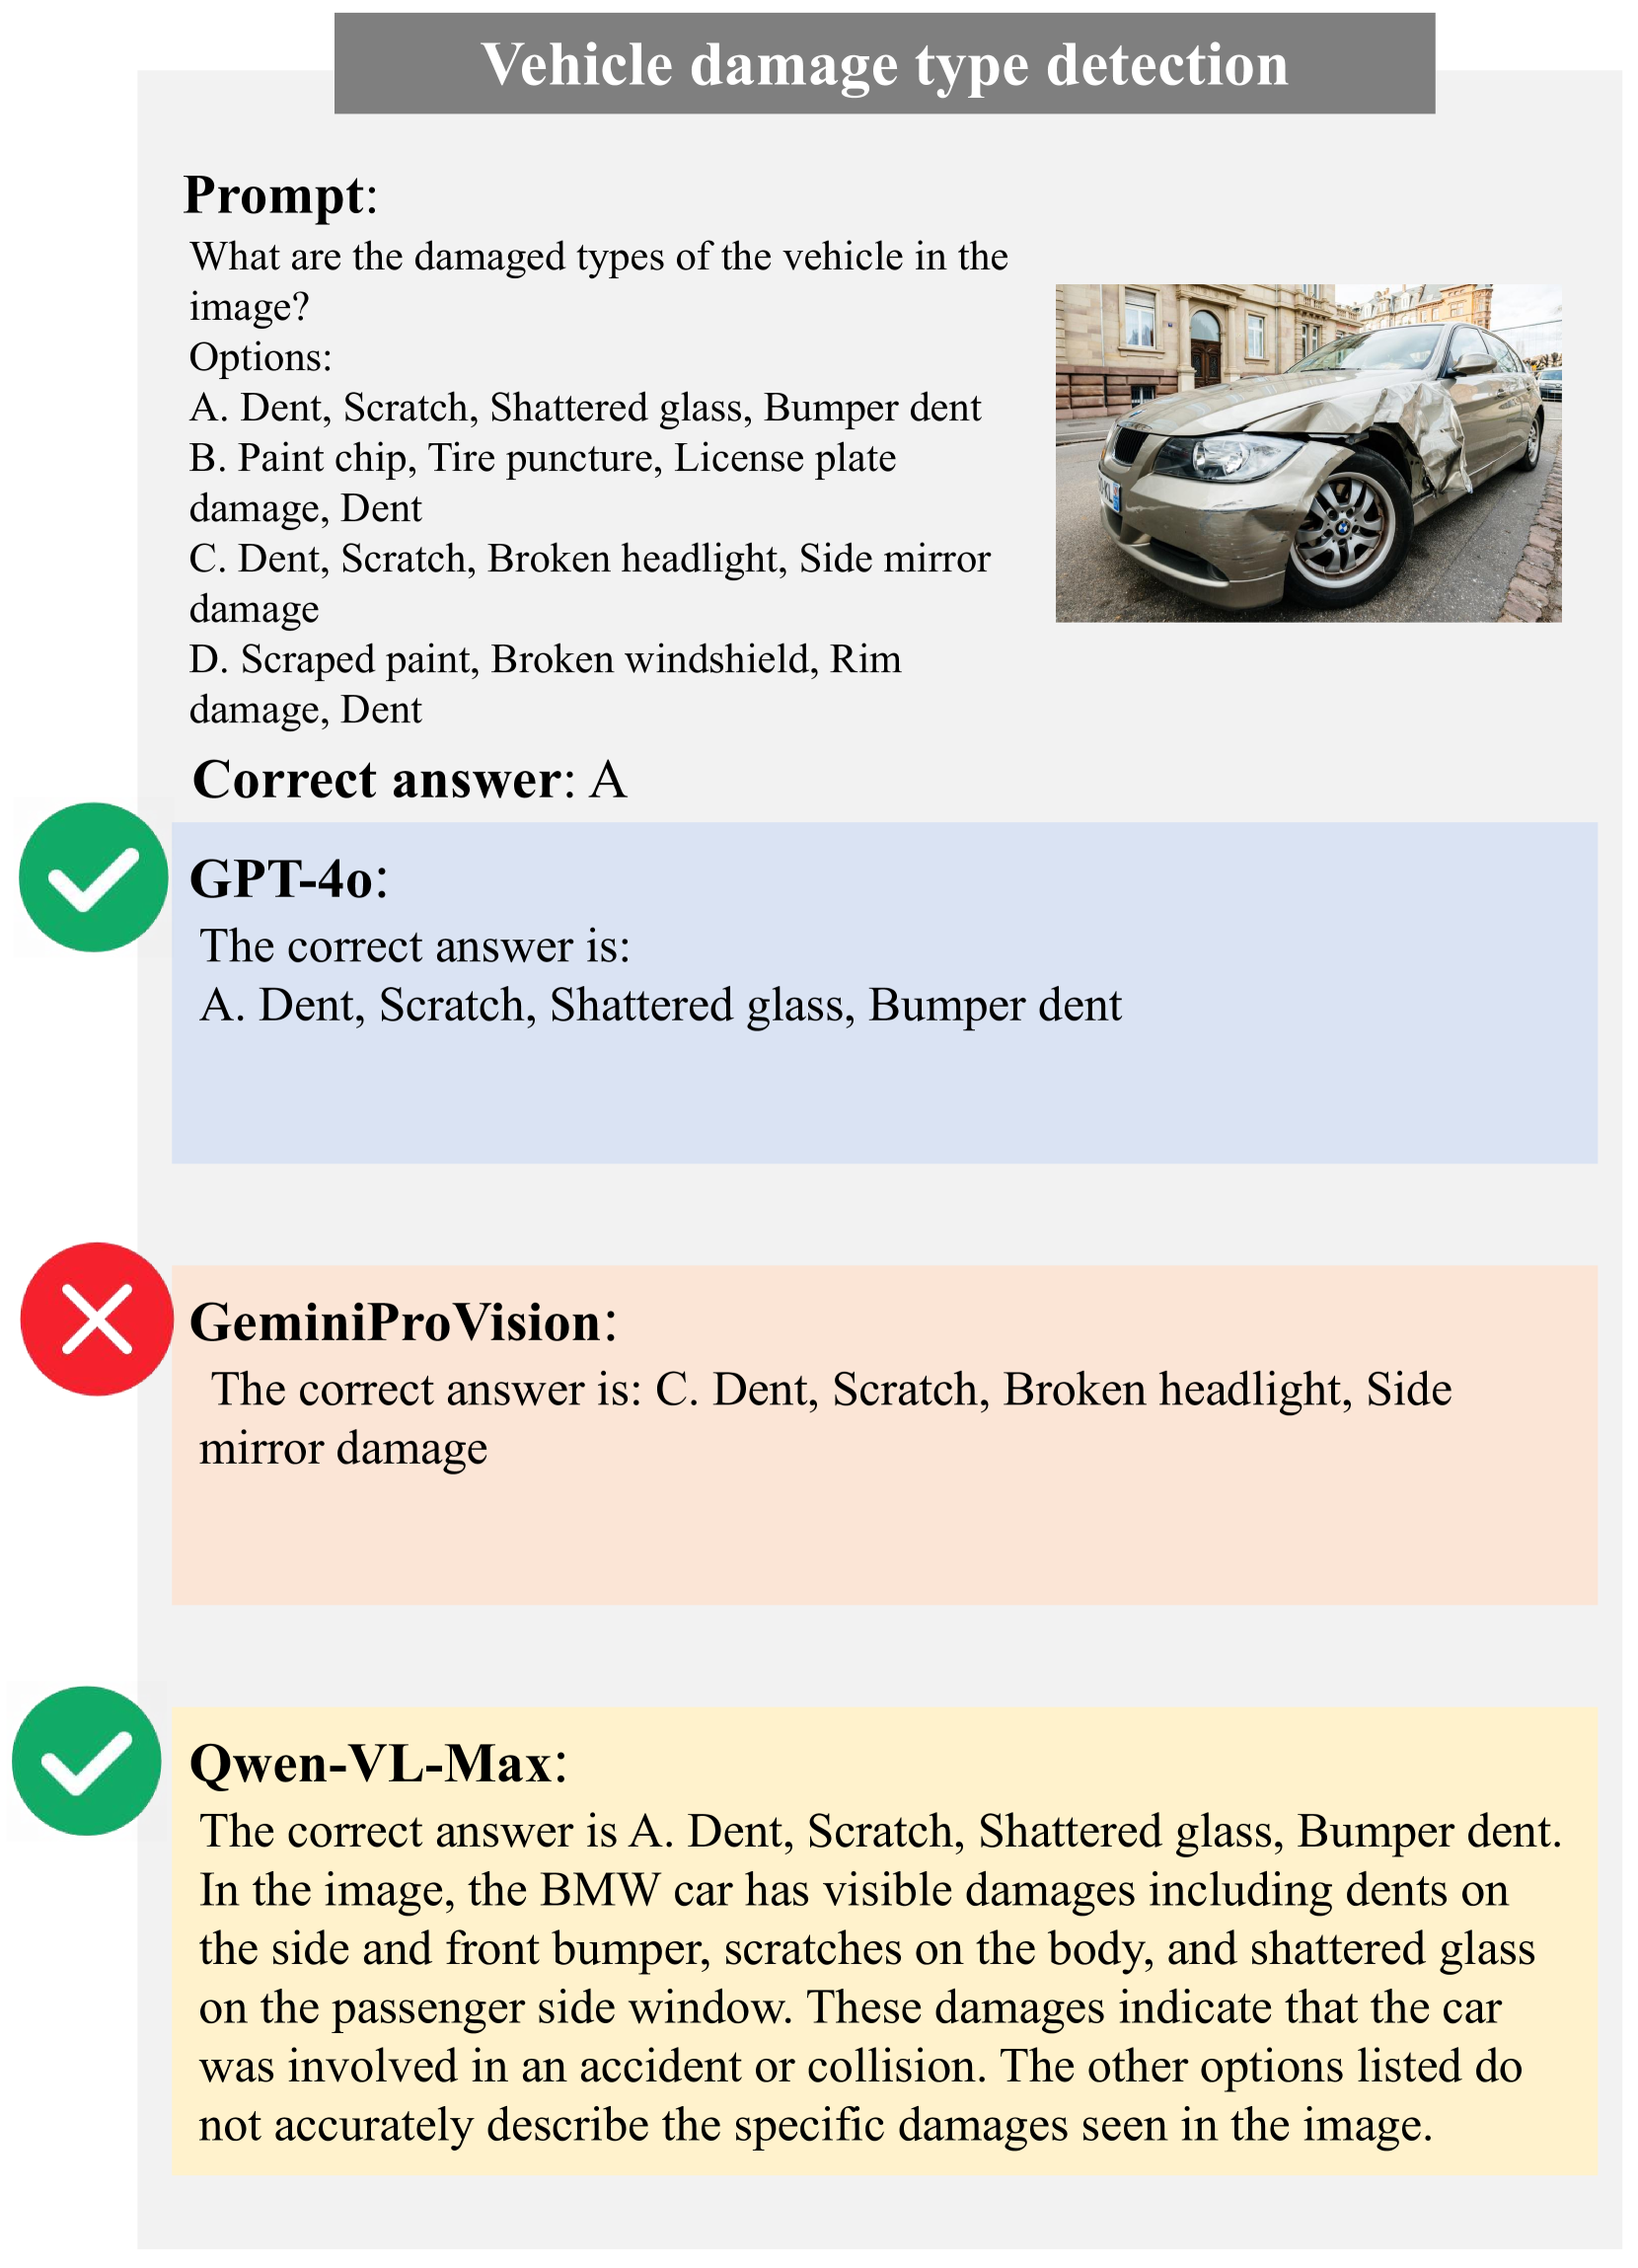 Vehicle damage type detection
Prompt:
What are the damaged types of the vehicle in the
image?
Options:
A. Dent, Scratch, Shattered glass, Bumper dent
B. Paint chip, Tire puncture, License plate
damage, Dent
C. Dent, Scratch, Broken headlight, Side mirror
damage
D. Scraped paint, Broken windshield, Rim
damage, Dent
Correct answer: A
GPT-4o:
The correct answer is:
A. Dent, Scratch, Shattered glass, Bumper dent
GeminiProVision:
The correct answer is: C. Dent, Scratch, Broken headlight, Side
mirror damage
Qwen-VL-Max:
The correct answer is A. Dent, Scratch, Shattered glass, Bumper dent.
In the image, the BMW car has visible damages including dents on
the side and front bumper, scratches on the body, and shattered glass
on the passenger side window. These damages indicate that the car
was involved in an accident or collision. The other options listed do
not accurately describe the specific damages seen in the image.